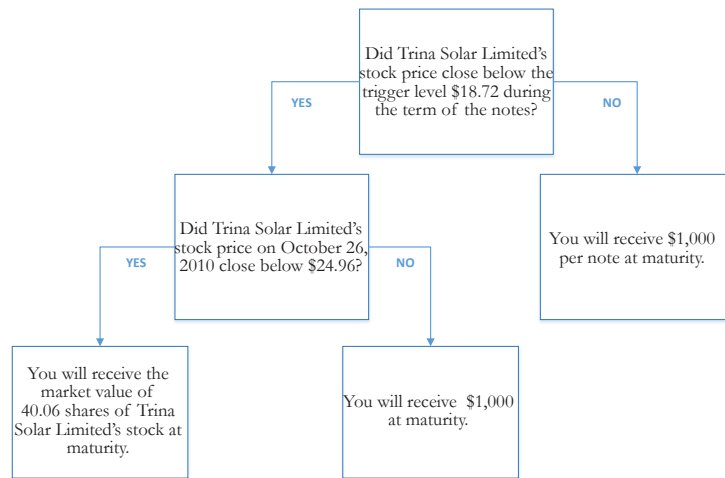 Did Trina Solar Limited’s
stock price close below the
trigger level $18.72 during
the term of the notes?
YES
NO
Did Trina Solar Limited’s
stock price on October 26,
2010 close below $24.96?
You will receive $1,000
per note at maturity.
YES
NO
You will receive the
market value of
40.06 shares of Trina
Solar Limited’s stock at
maturity.
You will receive $1,000
at maturity.